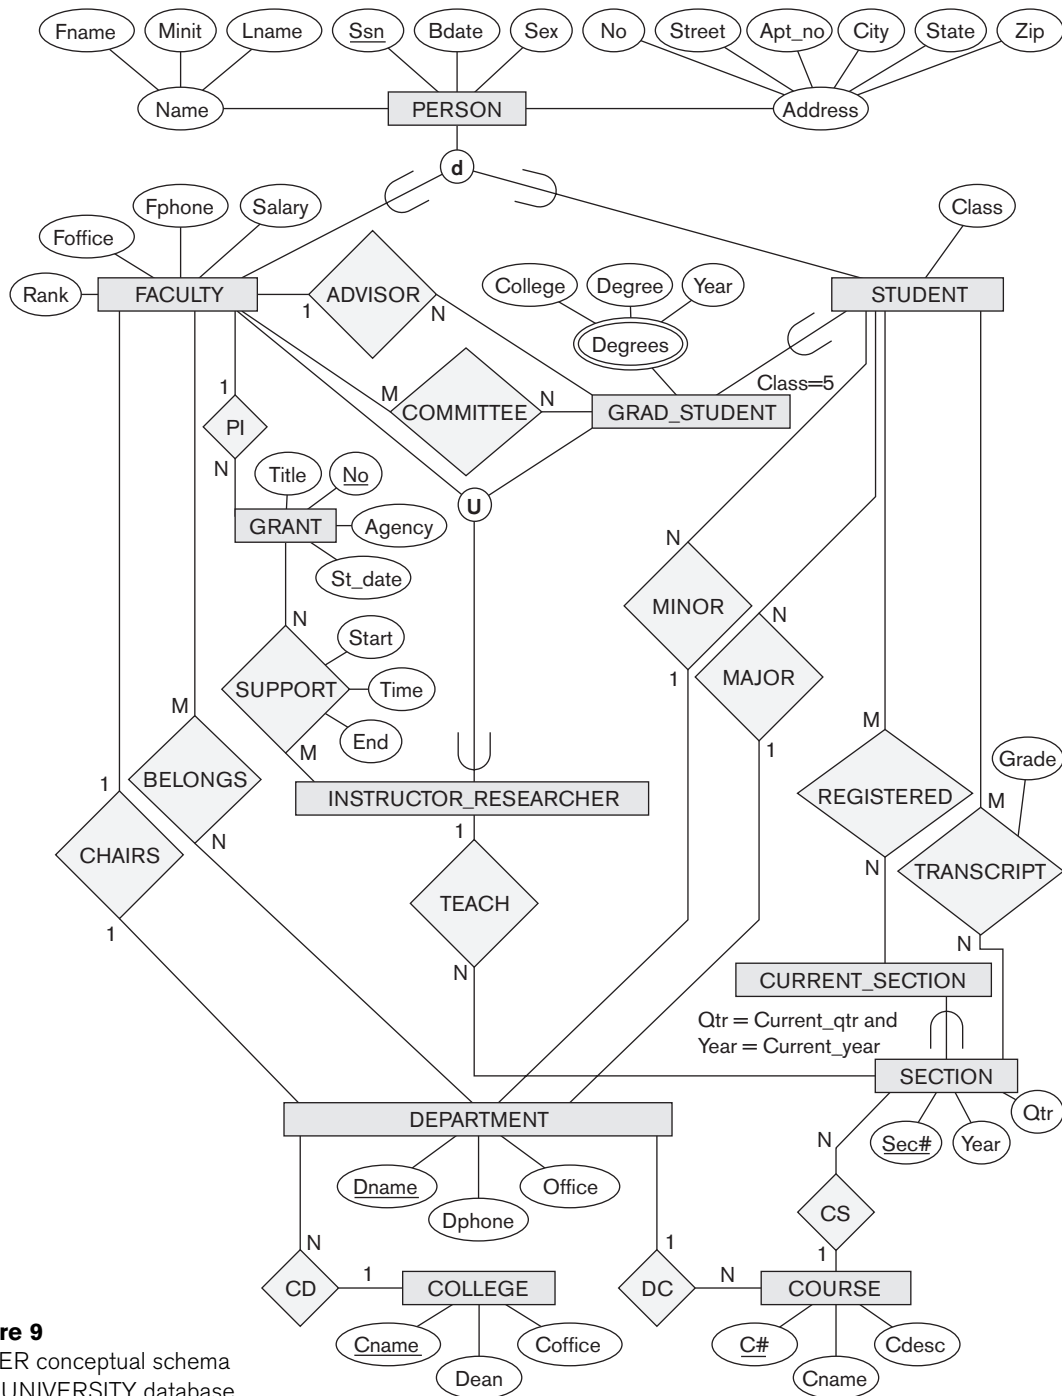 Fname Minit Lname Ssn Bdate Sex No Street Apt_no City State Zip
Name PERSON Address
d
Fphone Salary Class
Foffice
College Degree Year
Rank FACULTY ADVISOR STUDENT
1 N
Degrees
Class=5
1 M N
COMMITTEE GRAD_STUDENT
PI
N Title No
U
GRANT Agency
N
St_date
MINOR
N Start N
SUPPORT Time 1 MAJOR
M M
End M 1 Grade
1 BELONGS REGISTERED M
INSTRUCTOR_RESEARCHER
1
N
CHAIRS N TRANSCRIPT
TEACH
1 N
N
CURRENT_SECTION
Qtr = Current_qtr and
Year = Current_year
SECTION
DEPARTMENT Qtr
N Sec# Year
Dname Office
Dphone CS
N 1 1
1 N
CD COLLEGE DC COURSE
Cname Coffice C# Cdesc
Dean Cname
re 9
ER conceptual schema
UNIVERSITY database